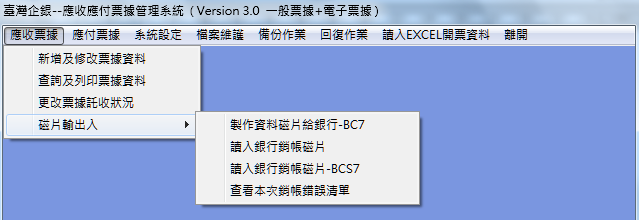 臺灣企銀--應收應付票據管理系統 ( Version 3.0  一般票據+電子票據 )
應收票據 應付票據 系統設定 檔案維護 備份作業 回復作業 讀入EXCEL開票資料 離開
新增及修改票據資料
查詢及列印票據資料
更改票據託收狀況
磁片輸出入
製作資料磁片給銀行-BC7
讀入銀行銷帳磁片
讀入銀行銷帳磁片-BCS7
查看本次銷帳錯誤清單